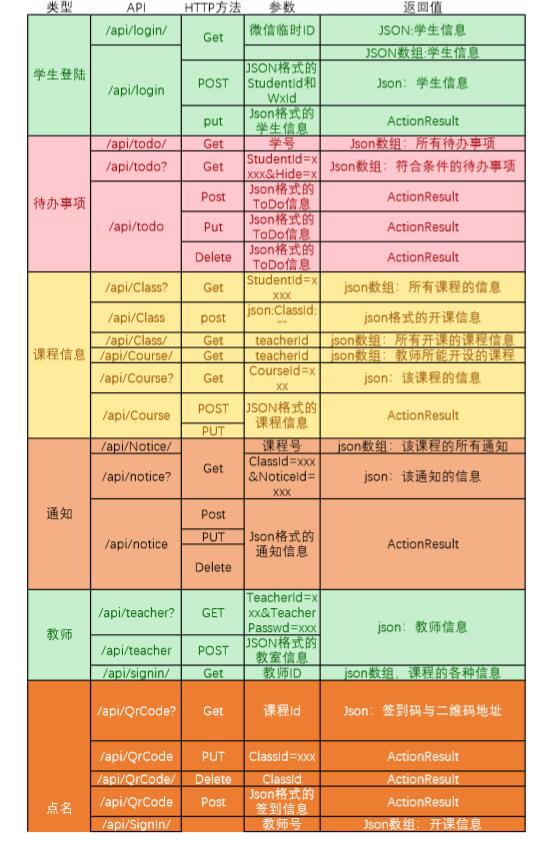 类型 API HTTP方法 参数 返回值
学生登陆
/api/login/ Get 微信临时ID JSON:学生信息
JSON数组:学生信息
/api/login POST JSON格式的
StudentId和
WxId
Json：学生信息
put Json格式的
学生信息
ActionResult
待办事项
/api/todo/ Get 学号 Json数组：所有待办事项
/api/todo? Get StudentId=x
xxx&Hide=x
Json数组：符合条件的待办事项
/api/todo
Post Json格式的
ToDo信息
ActionResult
Put Json格式的
ToDo信息
ActionResult
Delete Json格式的
ToDo信息
ActionResult
课程信息
/api/Class? Get StudentId=x
xxx
json数组：所有课程的信息
/api/Class post json:ClassId:
""
json格式的开课信息
/api/Class/ Get teacherId json数组：所有开课的课程信息
/api/Course/ Get teacherId json数组：教师所能开设的课程
/api/Course? Get CourseId=x
xx
json：该课程的信息
/api/Course POST JSON格式的
课程信息
ActionResult
PUT
通知
/api/Notice/ Get 课程号 json数组：该课程的所有通知
/api/notice? ClassId=xxx
&NoticeId=
xxx
json：该通知的信息
/api/notice
Post
PUT
Delete
Json格式的
通知信息
ActionResult
教师
/api/teacher? GET TeacherId=x
xx&Teacher
Passwd=xxx
json：教师信息
/api/teacher POST JSON格式的
教室信息
/api/signin/ Get 教师ID json数组，课程的各种信息
点名
/api/QrCode? Get 课程Id Json：签到码与二维码地址
/api/QrCode PUT ClassId=xxx ActionResult
/api/QrCode/ Delete ClassId ActionResult
/api/QrCode Post Json格式的
签到信息
ActionResult
/api/SignIn/ 教师号 Json数组：开课信息